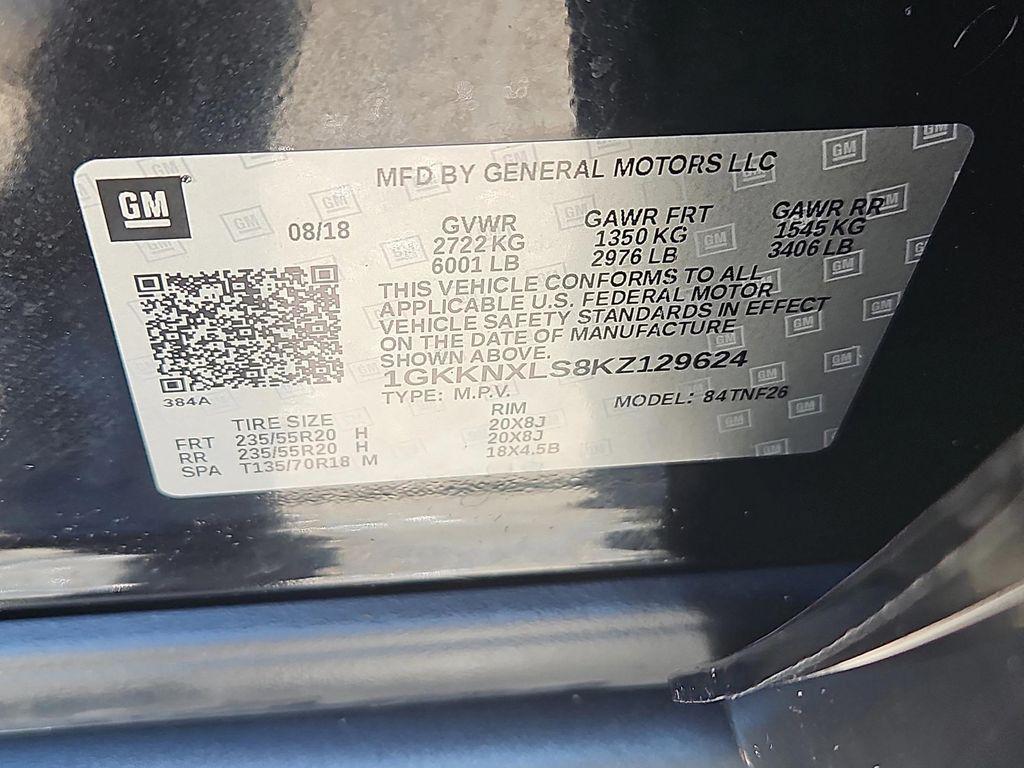 GM
MFD BY GENERAL MOTORS LLC
08/18
GVWR
2722 KG
6001 LB
GAWR FRT
1350 KG
2976 LB
GAWR RR
1545 KG
3406 LB
THIS VEHICLE CONFORMS TO ALL
APPLICABLE U.S. FEDERAL MOTOR
VEHICLE SAFETY STANDARDS IN EFFECT
ON THE DATE OF MANUFACTURE
SHOWN ABOVE.
1GKKNXLS8KZ129624
TYPE: M.P.V.
MODEL: 84TNF26
384A
TIRE SIZE RIM
FRT 235/55R20 H 20X8J
RR 235/55R20 H 20X8J
SPA T135/70R18 M 18X4.5B